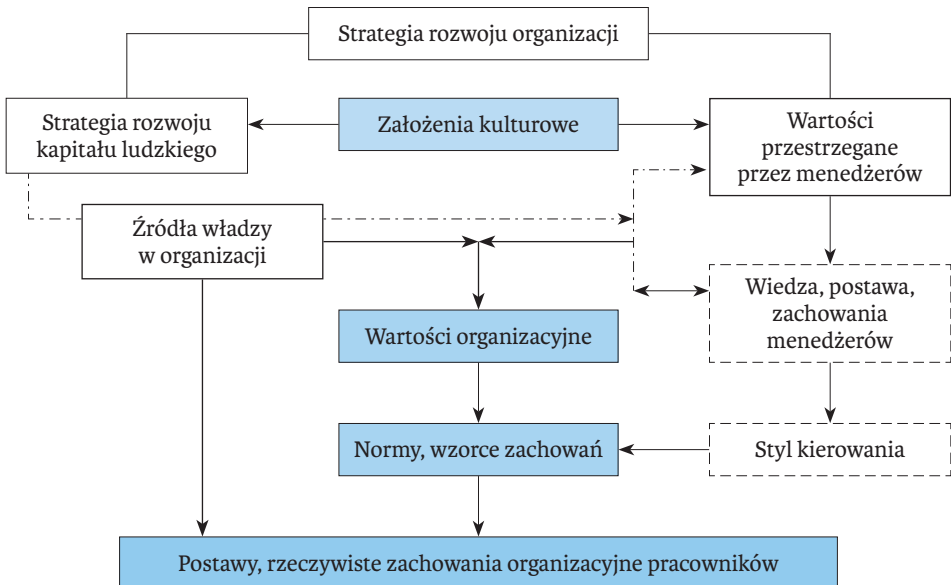 Strategia rozwoju organizacji
Strategia rozwoju
kapitału ludzkiego
Założenia kulturowe
Wartości
przestrzegane
przez menedżerów
Źródła władzy
w organizacji
Wiedza, postawa,
zachowania
menedżerów
Wartości organizacyjne
Normy, wzorce zachowań
Styl kierowania
Postawy, rzeczywiste zachowania organizacyjne pracowników